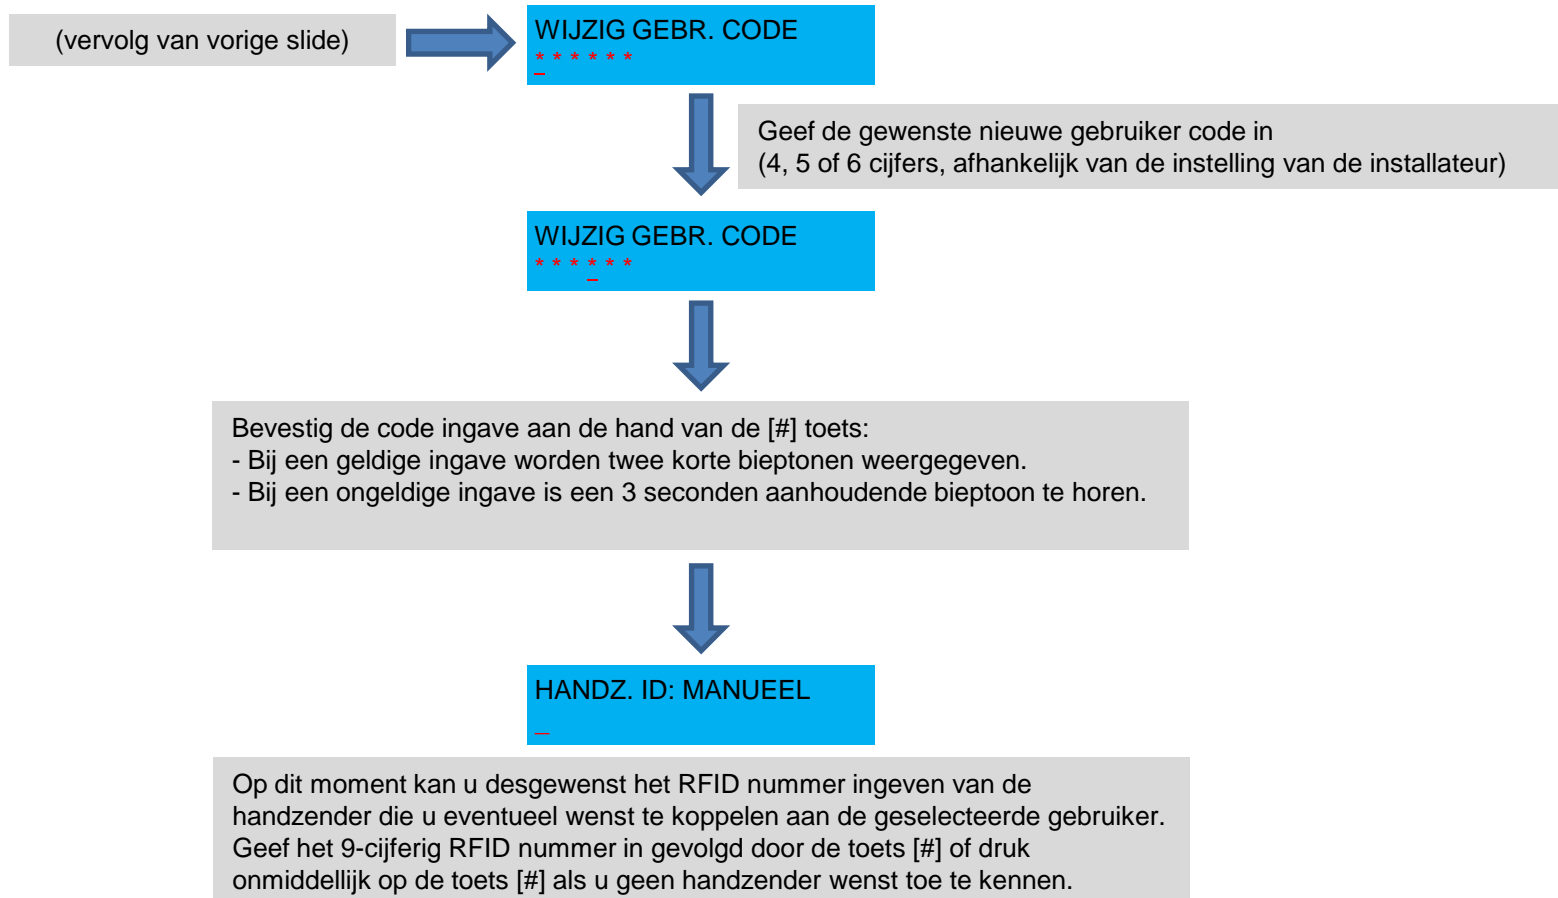 (vervolg van vorige slide)
WIJZIG GEBR. CODE
* * * * * *
Geef de gewenste nieuwe gebruiker code in
(4, 5 of 6 cijfers, afhankelijk van de instelling van de installateur)
WIJZIG GEBR. CODE
* * * * * *
Bevestig de code ingave aan de hand van de [#] toets:
- Bij een geldige ingave worden twee korte bieptonen weergegeven.
- Bij een ongeldige ingave is een 3 seconden aanhoudende bieptoon te horen.
HANDZ. ID: MANUEEL
_
Op dit moment kan u desgewenst het RFID nummer ingeven van de
handzender die u eventueel wenst te koppelen aan de geselecteerde gebruiker.
Geef het 9-cijferig RFID nummer in gevolgd door de toets [#] of druk
onmiddellijk op de toets [#] als u geen handzender wenst toe te kennen.